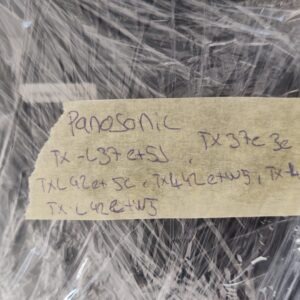 Panasonic
TX-L37et5J, TX37e3e
TXL42et5e, TXL42etW5, TX-L
TX-L42etW5